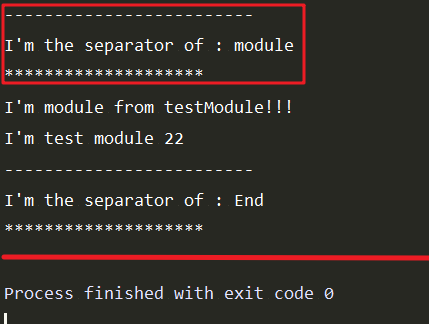 -------------------------
I'm the separator of : module
********************
I'm module from testModule!!!
I'm test module 22
-------------------------
I'm the separator of : End
********************
Process finished with exit code 0